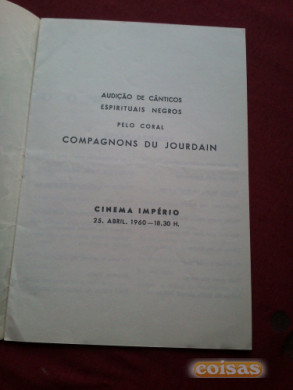 AUDIÇÃO DE CÂNTICOS
ESPIRITUAIS NEGROS
PELO CORAL
COMPAGNONS DU JOURDAIN
CINEMA IMPÉRIO
25. ABRIL. 1960—18,30 H.
coisas